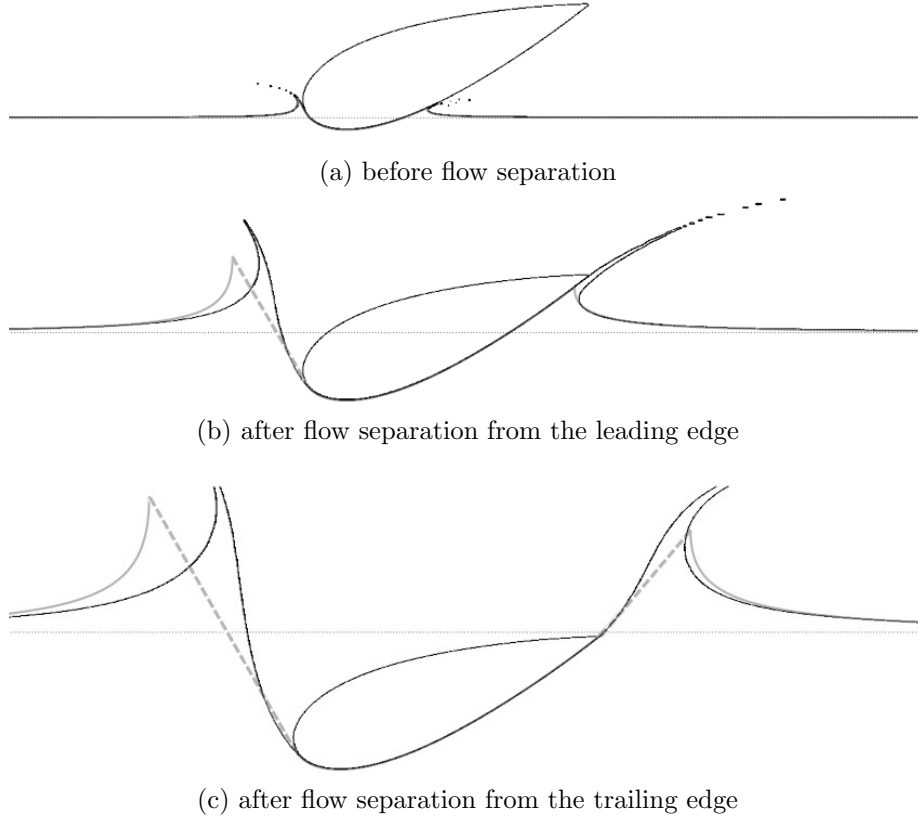 (a) before flow separation
(b) after flow separation from the leading edge
(c) after flow separation from the trailing edge